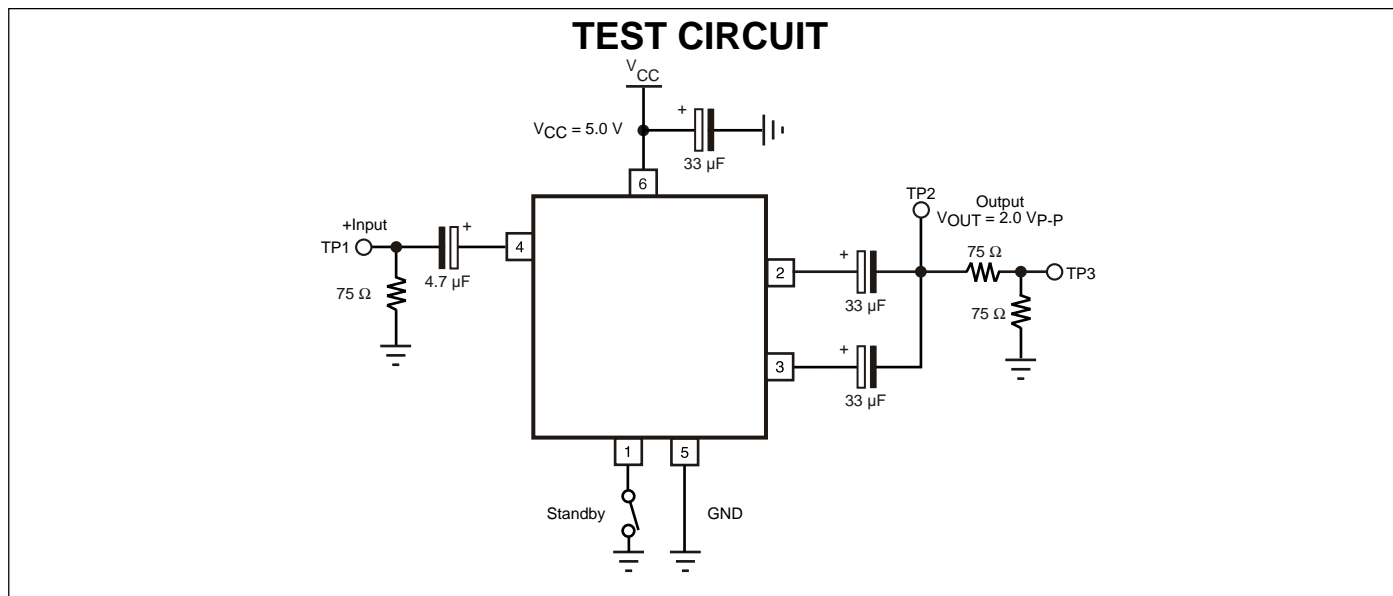 TEST CIRCUIT
VCC
+
VCC = 5.0 V
33 µF
6
TP2
Output
VOUT = 2.0 VP-P
+Input
+
TP1
4
75 Ω
4.7 µF
75 Ω
+
2
TP3
33 µF
75 Ω
+
3
33 µF
1
5
Standby
GND